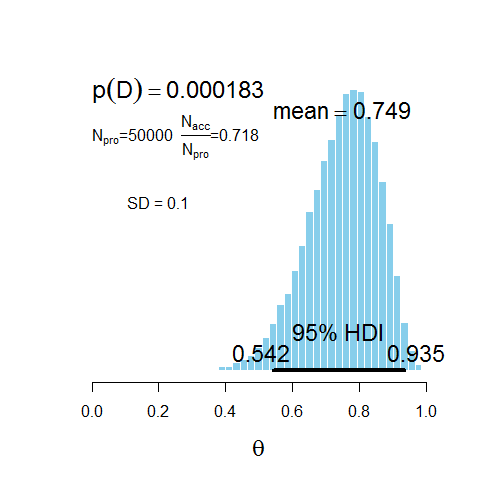 p(D) = 0.000183
mean = 0.749
Npro=50000 Nacc/Npro=0.718
SD = 0.1
95% HDI
0.542 0.935
0.0 0.2 0.4 0.6 0.8 1.0
θ